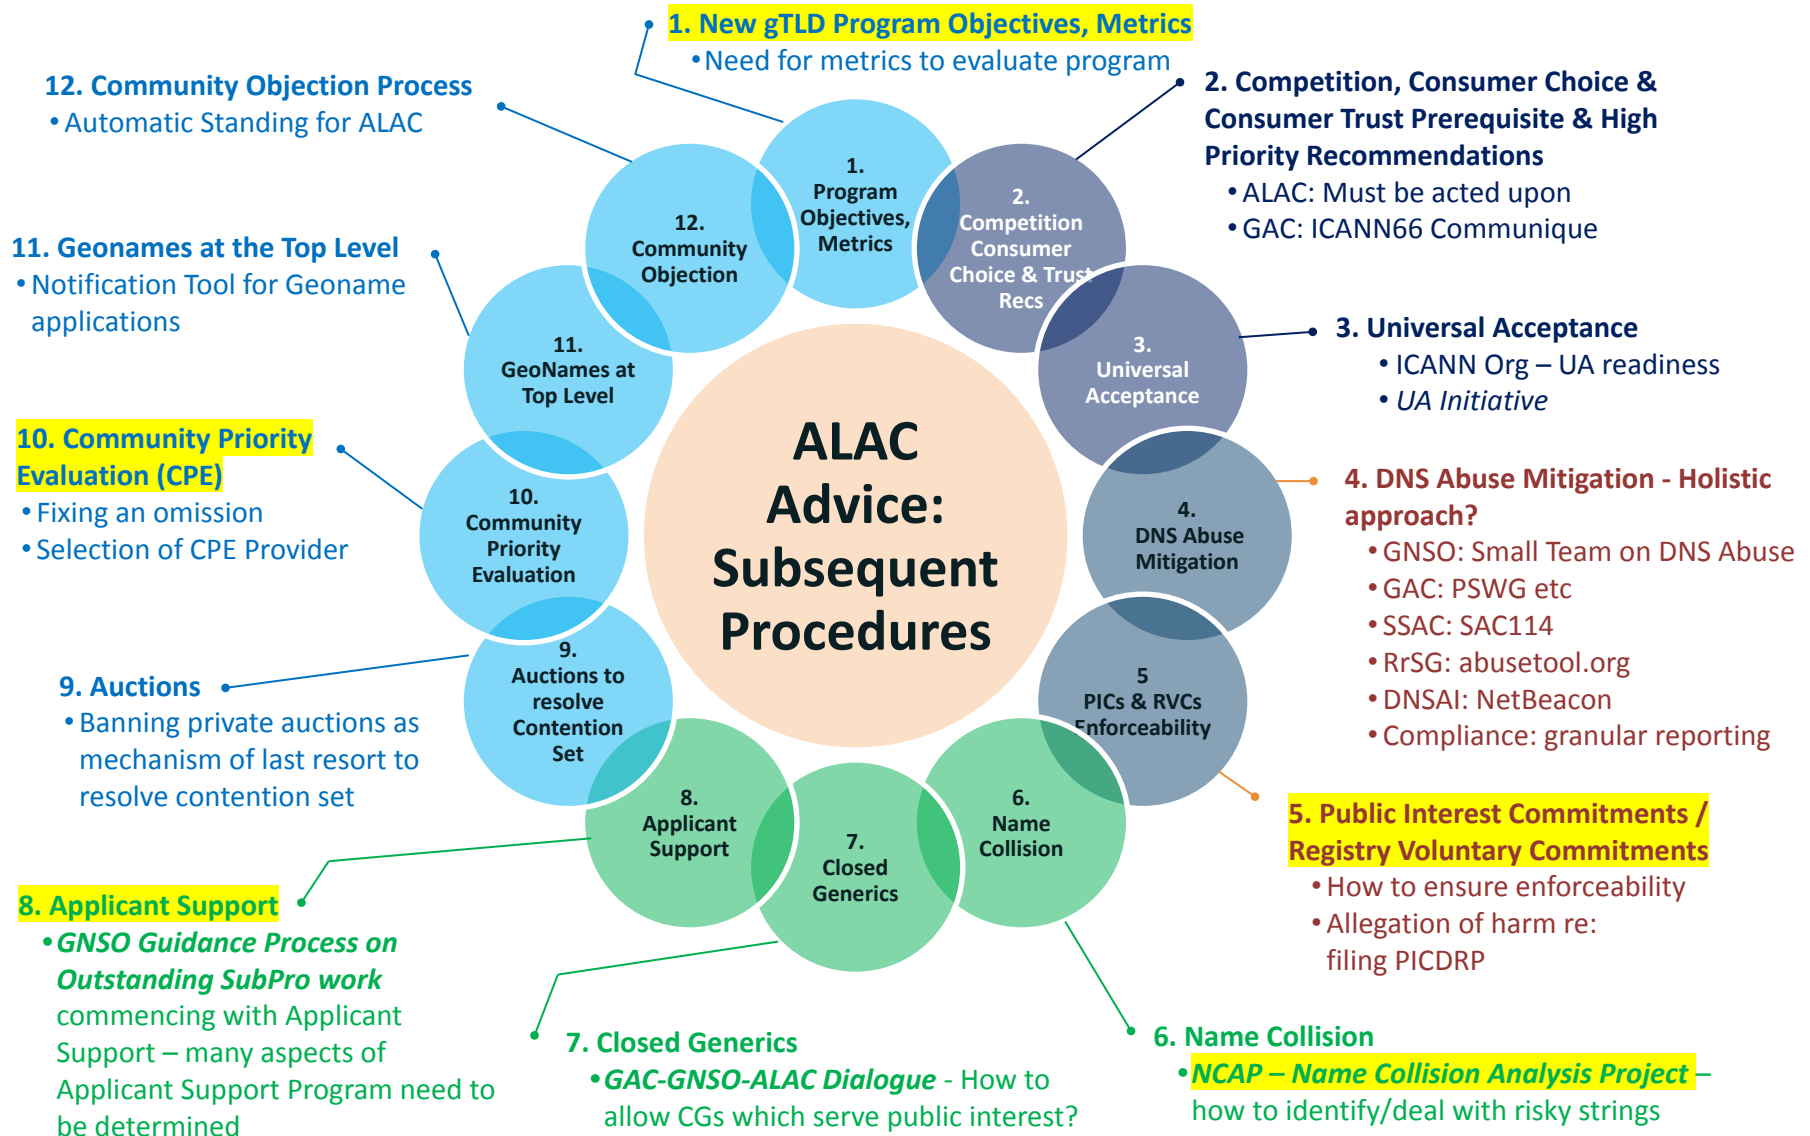 1. New gTLD Program Objectives, Metrics
•Need for metrics to evaluate program
2. Competition, Consumer Choice &
Consumer Trust Prerequisite & High
Priority Recommendations
• ALAC: Must be acted upon
• GAC: ICANN66 Communique
3. Universal Acceptance
• ICANN Org – UA readiness
• UA Initiative
4. DNS Abuse Mitigation - Holistic
approach?
• GNSO: Small Team on DNS Abuse
• GAC: PSWG etc
• SSAC: SAC114
• RrSG: abusetool.org
• DNSAI: NetBeacon
• Compliance: granular reporting
5. Public Interest Commitments /
Registry Voluntary Commitments
• How to ensure enforceability
• Allegation of harm re:
filing PICDRP
6. Name Collision
• NCAP – Name Collision Analysis Project –
how to identify/deal with risky strings
7. Closed Generics
• GAC-GNSO-ALAC Dialogue - How to
allow CGs which serve public interest?
8. Applicant Support
• GNSO Guidance Process on
Outstanding SubPro work
commencing with Applicant
Support – many aspects of
Applicant Support Program need to
be determined
9. Auctions
• Banning private auctions as
mechanism of last resort to
resolve contention set
10. Community Priority
Evaluation (CPE)
• Fixing an omission
• Selection of CPE Provider
11. Geonames at the Top Level
• Notification Tool for Geoname
applications
12. Community Objection Process
• Automatic Standing for ALAC
1.
Program
Objectives,
Metrics
2.
Competition
Consumer
Choice & Trust
Recs
3.
Universal
Acceptance
4.
DNS Abuse
Mitigation
5
PICs & RVCs
Enforceability
6.
Name
Collision
7.
Closed
Generics
8.
Applicant
Support
9.
Auctions to
resolve
Contention
Set
10.
Community
Priority
Evaluation
11.
GeoNames at
Top Level
12.
Community
Objection
ALAC
Advice:
Subsequent
Procedures